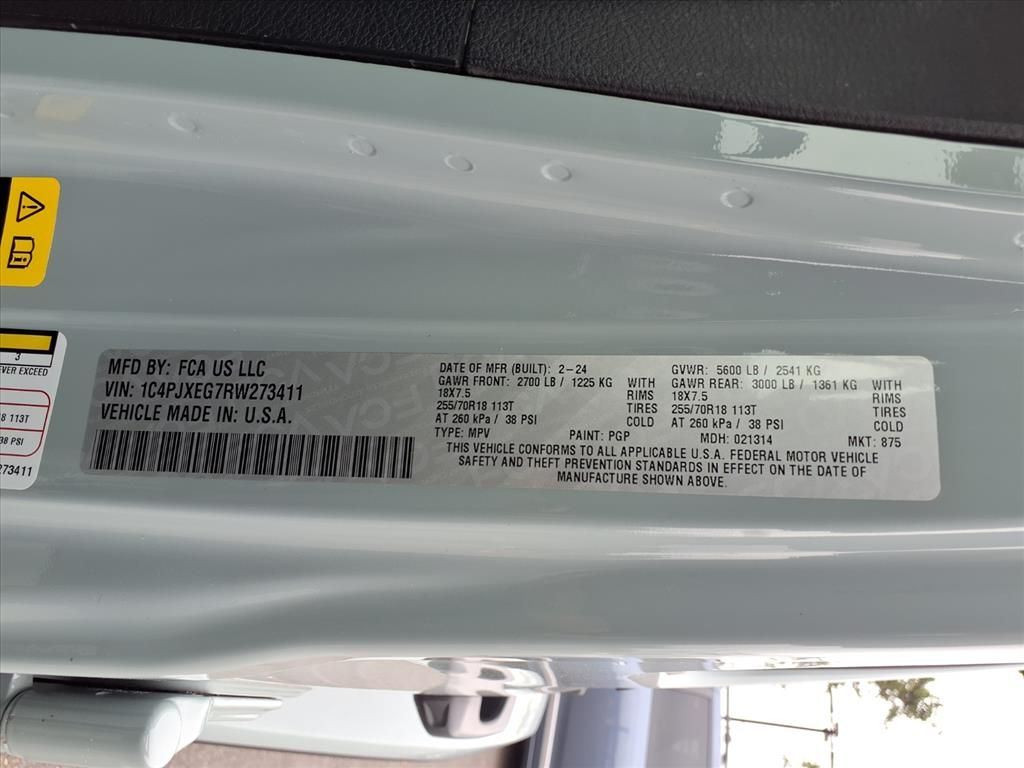 MFD BY: FCA US LLC
VIN: 1C4PJXEG7RW273411
VEHICLE MADE IN: U.S.A.
DATE OF MFR (BUILT): 2-24
GVWR: 5600 LB / 2541 KG
GAWR FRONT: 2700 LB / 1225 KG WITH
GAWR REAR: 3000 LB / 1361 KG WITH
18X7.5 RIMS
18X7.5 RIMS
255/70R18 113T TIRES
255/70R18 113T TIRES
AT 260 kPa / 38 PSI COLD
AT 260 kPa / 38 PSI COLD
TYPE: MPV PAINT: PGP MDH: 021314 MKT: 875
THIS VEHICLE CONFORMS TO ALL APPLICABLE U.S.A. FEDERAL MOTOR VEHICLE
SAFETY AND THEFT PREVENTION STANDARDS IN EFFECT ON THE DATE OF
MANUFACTURE SHOWN ABOVE.
3
EVER EXCEED
18 113T
38 PSI
273411